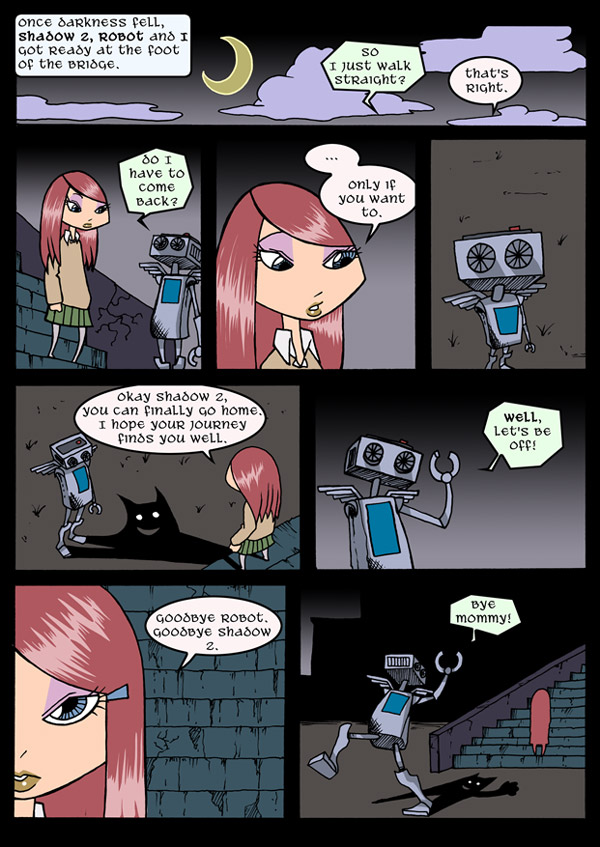 Once darkness fell,
shadow 2, robot and I
got ready at the foot
of the bridge.
So
I just walk
straight?
that's
right.
do I
have to
come
back?
...
only if
you want
to.
okay shadow 2,
you can finally go home.
I hope your journey
finds you well.
well,
let's be
off!
Goodbye Robot.
Goodbye shadow
2.
Bye
mommy!